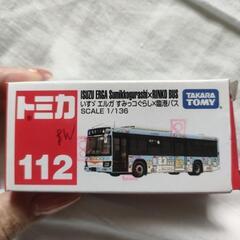 トミカ
112
ISUZU ERGA Sumikkogurashi×RINKO BUS
いすゞ エルガ すみっコぐらし×臨港バス
SCALE 1/136
TAKARA
TOMY